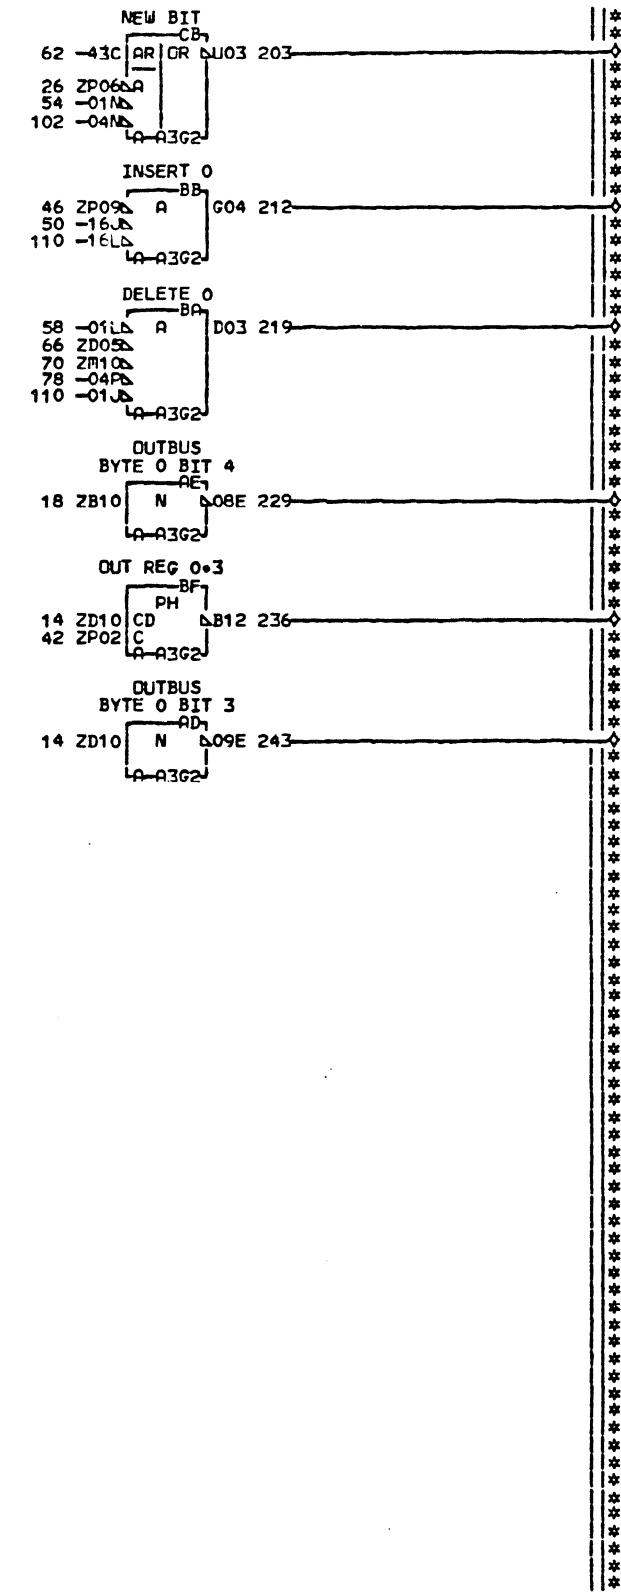 NEW BIT
CB
62 -43C AR OR U03 203
26 ZP06 A
54 -01N
102 -04N
A-A3G2
INSERT 0
BB
46 ZP09 A G04 212
50 -16J
110 -16L
A-A3G2
DELETE 0
BA
58 -01L A D03 219
66 ZD05
70 ZM10
78 -04P
110 -01J
A-A3G2
OUTBUS
BYTE 0 BIT 4
AE
18 ZB10 N 08E 229
A-A3G2
OUT REG 0.3
BF
PH
14 ZD10 CD B12 236
42 ZP02 C
A-A3G2
OUTBUS
BYTE 0 BIT 3
AD
14 ZD10 N 09E 243
A-A3G2